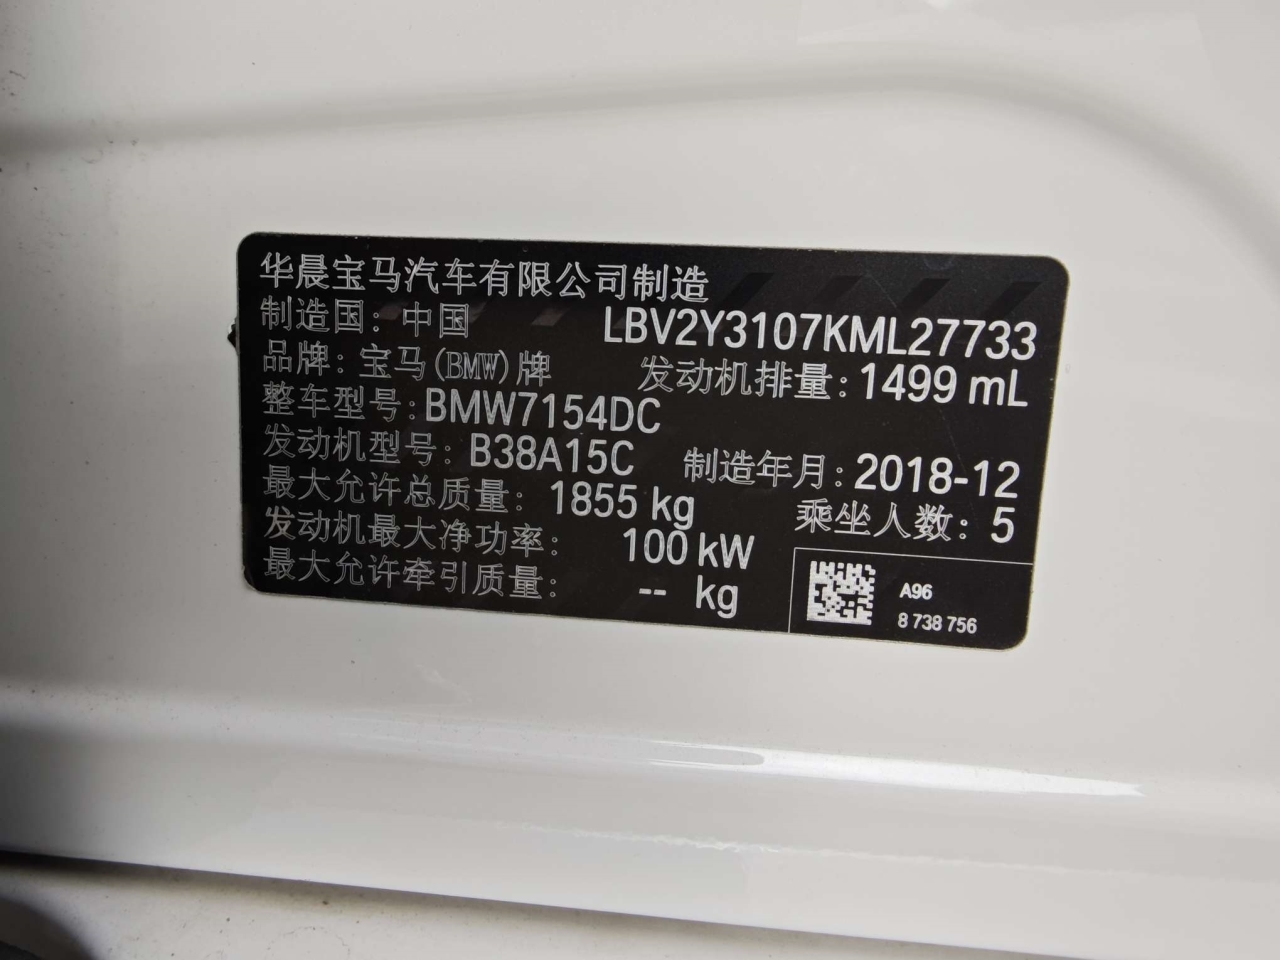 华晨宝马汽车有限公司制造
制造国: 中国 LBV2Y3107KML27733
品牌: 宝马(BMW)牌 发动机排量: 1499 mL
整车型号: BMW7154DC
发动机型号: B38A15C 制造年月: 2018-12
最大允许总质量: 1855 kg 乘坐人数: 5
发动机最大净功率: 100 kW
最大允许牵引质量: -- kg
A96
8 738 756